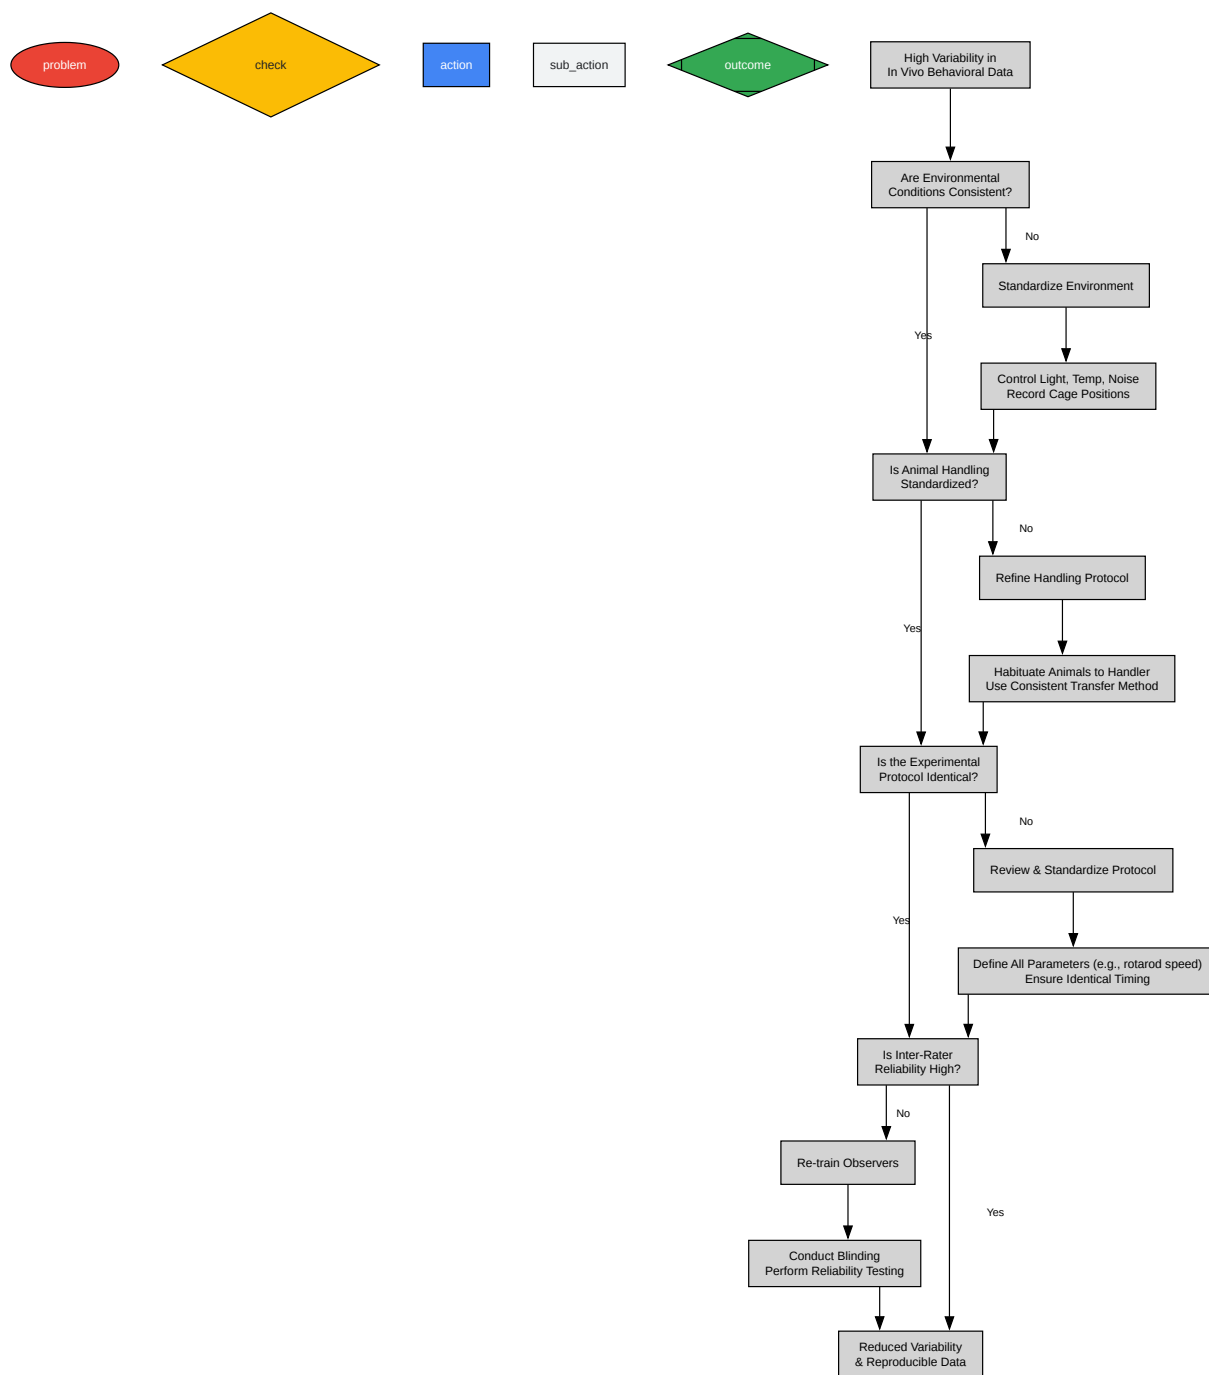 problem
check
action
sub_action
outcome
High Variability in
In Vivo Behavioral Data
Are Environmental
Conditions Consistent?
No
Standardize Environment
Yes
Control Light, Temp, Noise
Record Cage Positions
Is Animal Handling
Standardized?
No
Refine Handling Protocol
Yes
Habituate Animals to Handler
Use Consistent Transfer Method
Is the Experimental
Protocol Identical?
No
Review & Standardize Protocol
Yes
Define All Parameters (e.g., rotarod speed)
Ensure Identical Timing
Is Inter-Rater
Reliability High?
No
Re-train Observers
Yes
Conduct Blinding
Perform Reliability Testing
Reduced Variability
& Reproducible Data